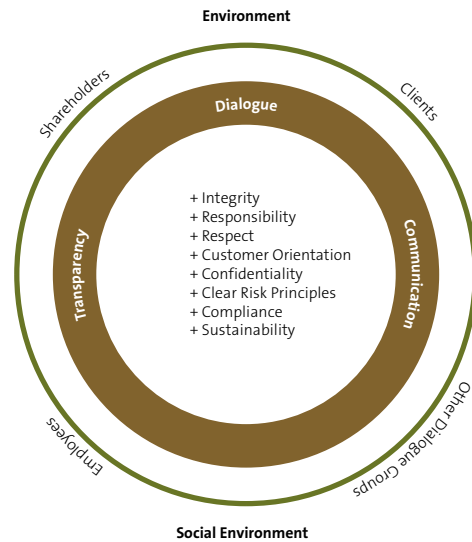 Environment
Shareholders
Clients
Dialogue
Transparency
Communication
+ Integrity
+ Responsibility
+ Respect
+ Customer Orientation
+ Confidentiality
+ Clear Risk Principles
+ Compliance
+ Sustainability
Employees
Other Dialogue Groups
Social Environment